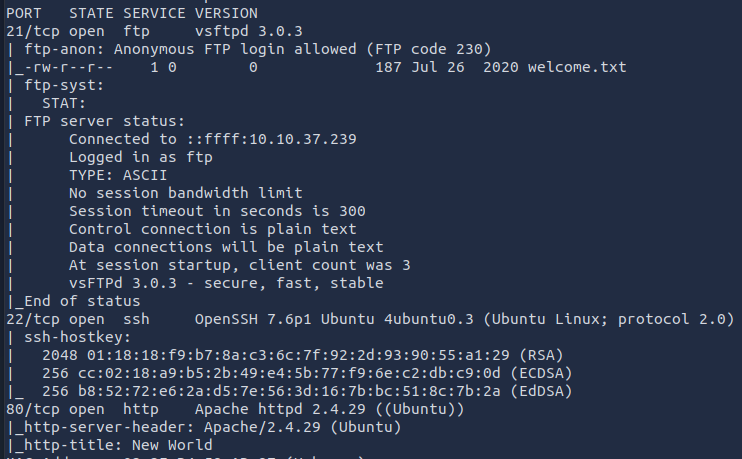 PORT STATE SERVICE VERSION
21/tcp open ftp vsftpd 3.0.3
| ftp-anon: Anonymous FTP login allowed (FTP code 230)
|_-rw-r--r-- 1 0 0 187 Jul 26 2020 welcome.txt
| ftp-syst:
| STAT:
| FTP server status:
| Connected to ::ffff:10.10.37.239
| Logged in as ftp
| TYPE: ASCII
| No session bandwidth limit
| Session timeout in seconds is 300
| Control connection is plain text
| Data connections will be plain text
| At session startup, client count was 3
| vsFTPd 3.0.3 - secure, fast, stable
|_End of status
22/tcp open ssh OpenSSH 7.6p1 Ubuntu 4ubuntu0.3 (Ubuntu Linux; protocol 2.0)
| ssh-hostkey:
| 2048 01:18:18:f9:b7:8a:c3:6c:7f:92:2d:93:90:55:a1:29 (RSA)
| 256 cc:02:18:a9:b5:2b:49:e4:5b:77:f9:6e:c2:db:c9:0d (ECDSA)
|_ 256 b8:52:72:e6:2a:d5:7e:56:3d:16:7b:bc:51:8c:7b:2a (EdDSA)
80/tcp open http Apache httpd 2.4.29 ((Ubuntu))
|_http-server-header: Apache/2.4.29 (Ubuntu)
|_http-title: New World